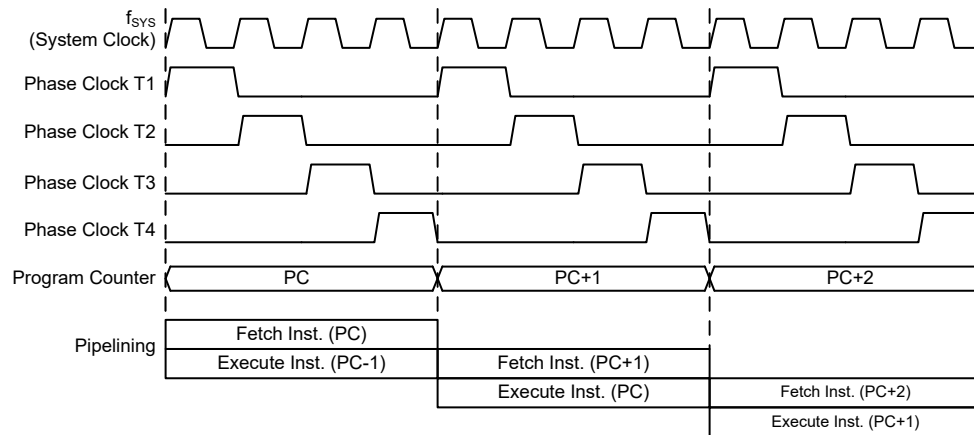 fSYS
(System Clock)
Phase Clock T1
Phase Clock T2
Phase Clock T3
Phase Clock T4
Program Counter PC PC+1 PC+2
Pipelining
Fetch Inst. (PC)
Execute Inst. (PC-1) Fetch Inst. (PC+1)
Execute Inst. (PC) Fetch Inst. (PC+2)
Execute Inst. (PC+1)